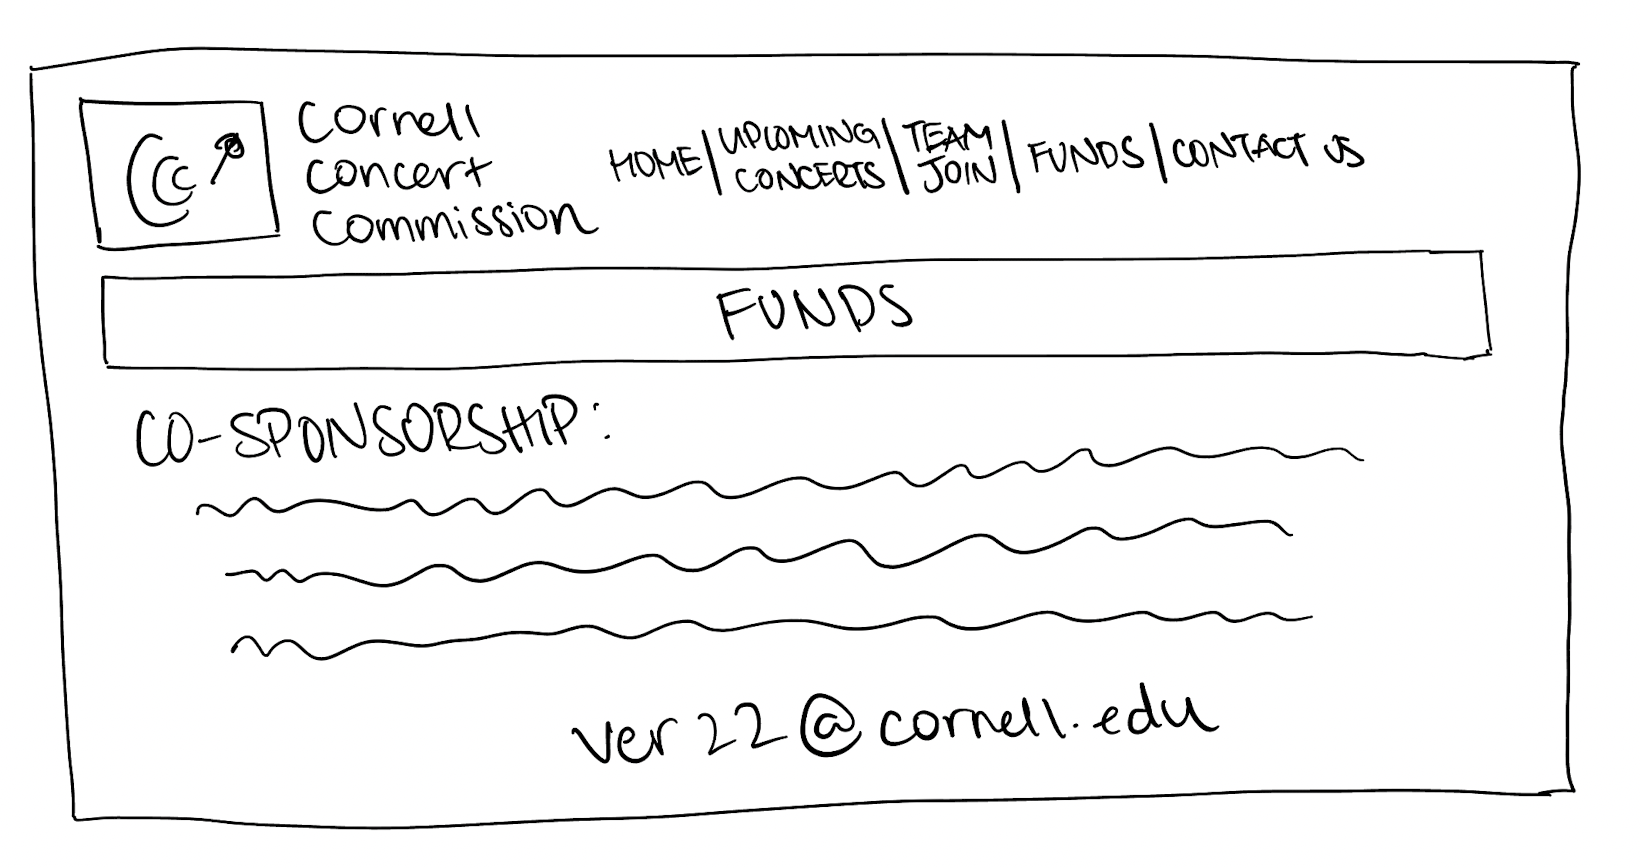 CCC
Cornell
Concert
Commission
HOME | UPCOMING CONCERTS | TEAM JOIN | FUNDS | CONTACT US
FUNDS
CO-SPONSORSHIP:
ver22@cornell.edu